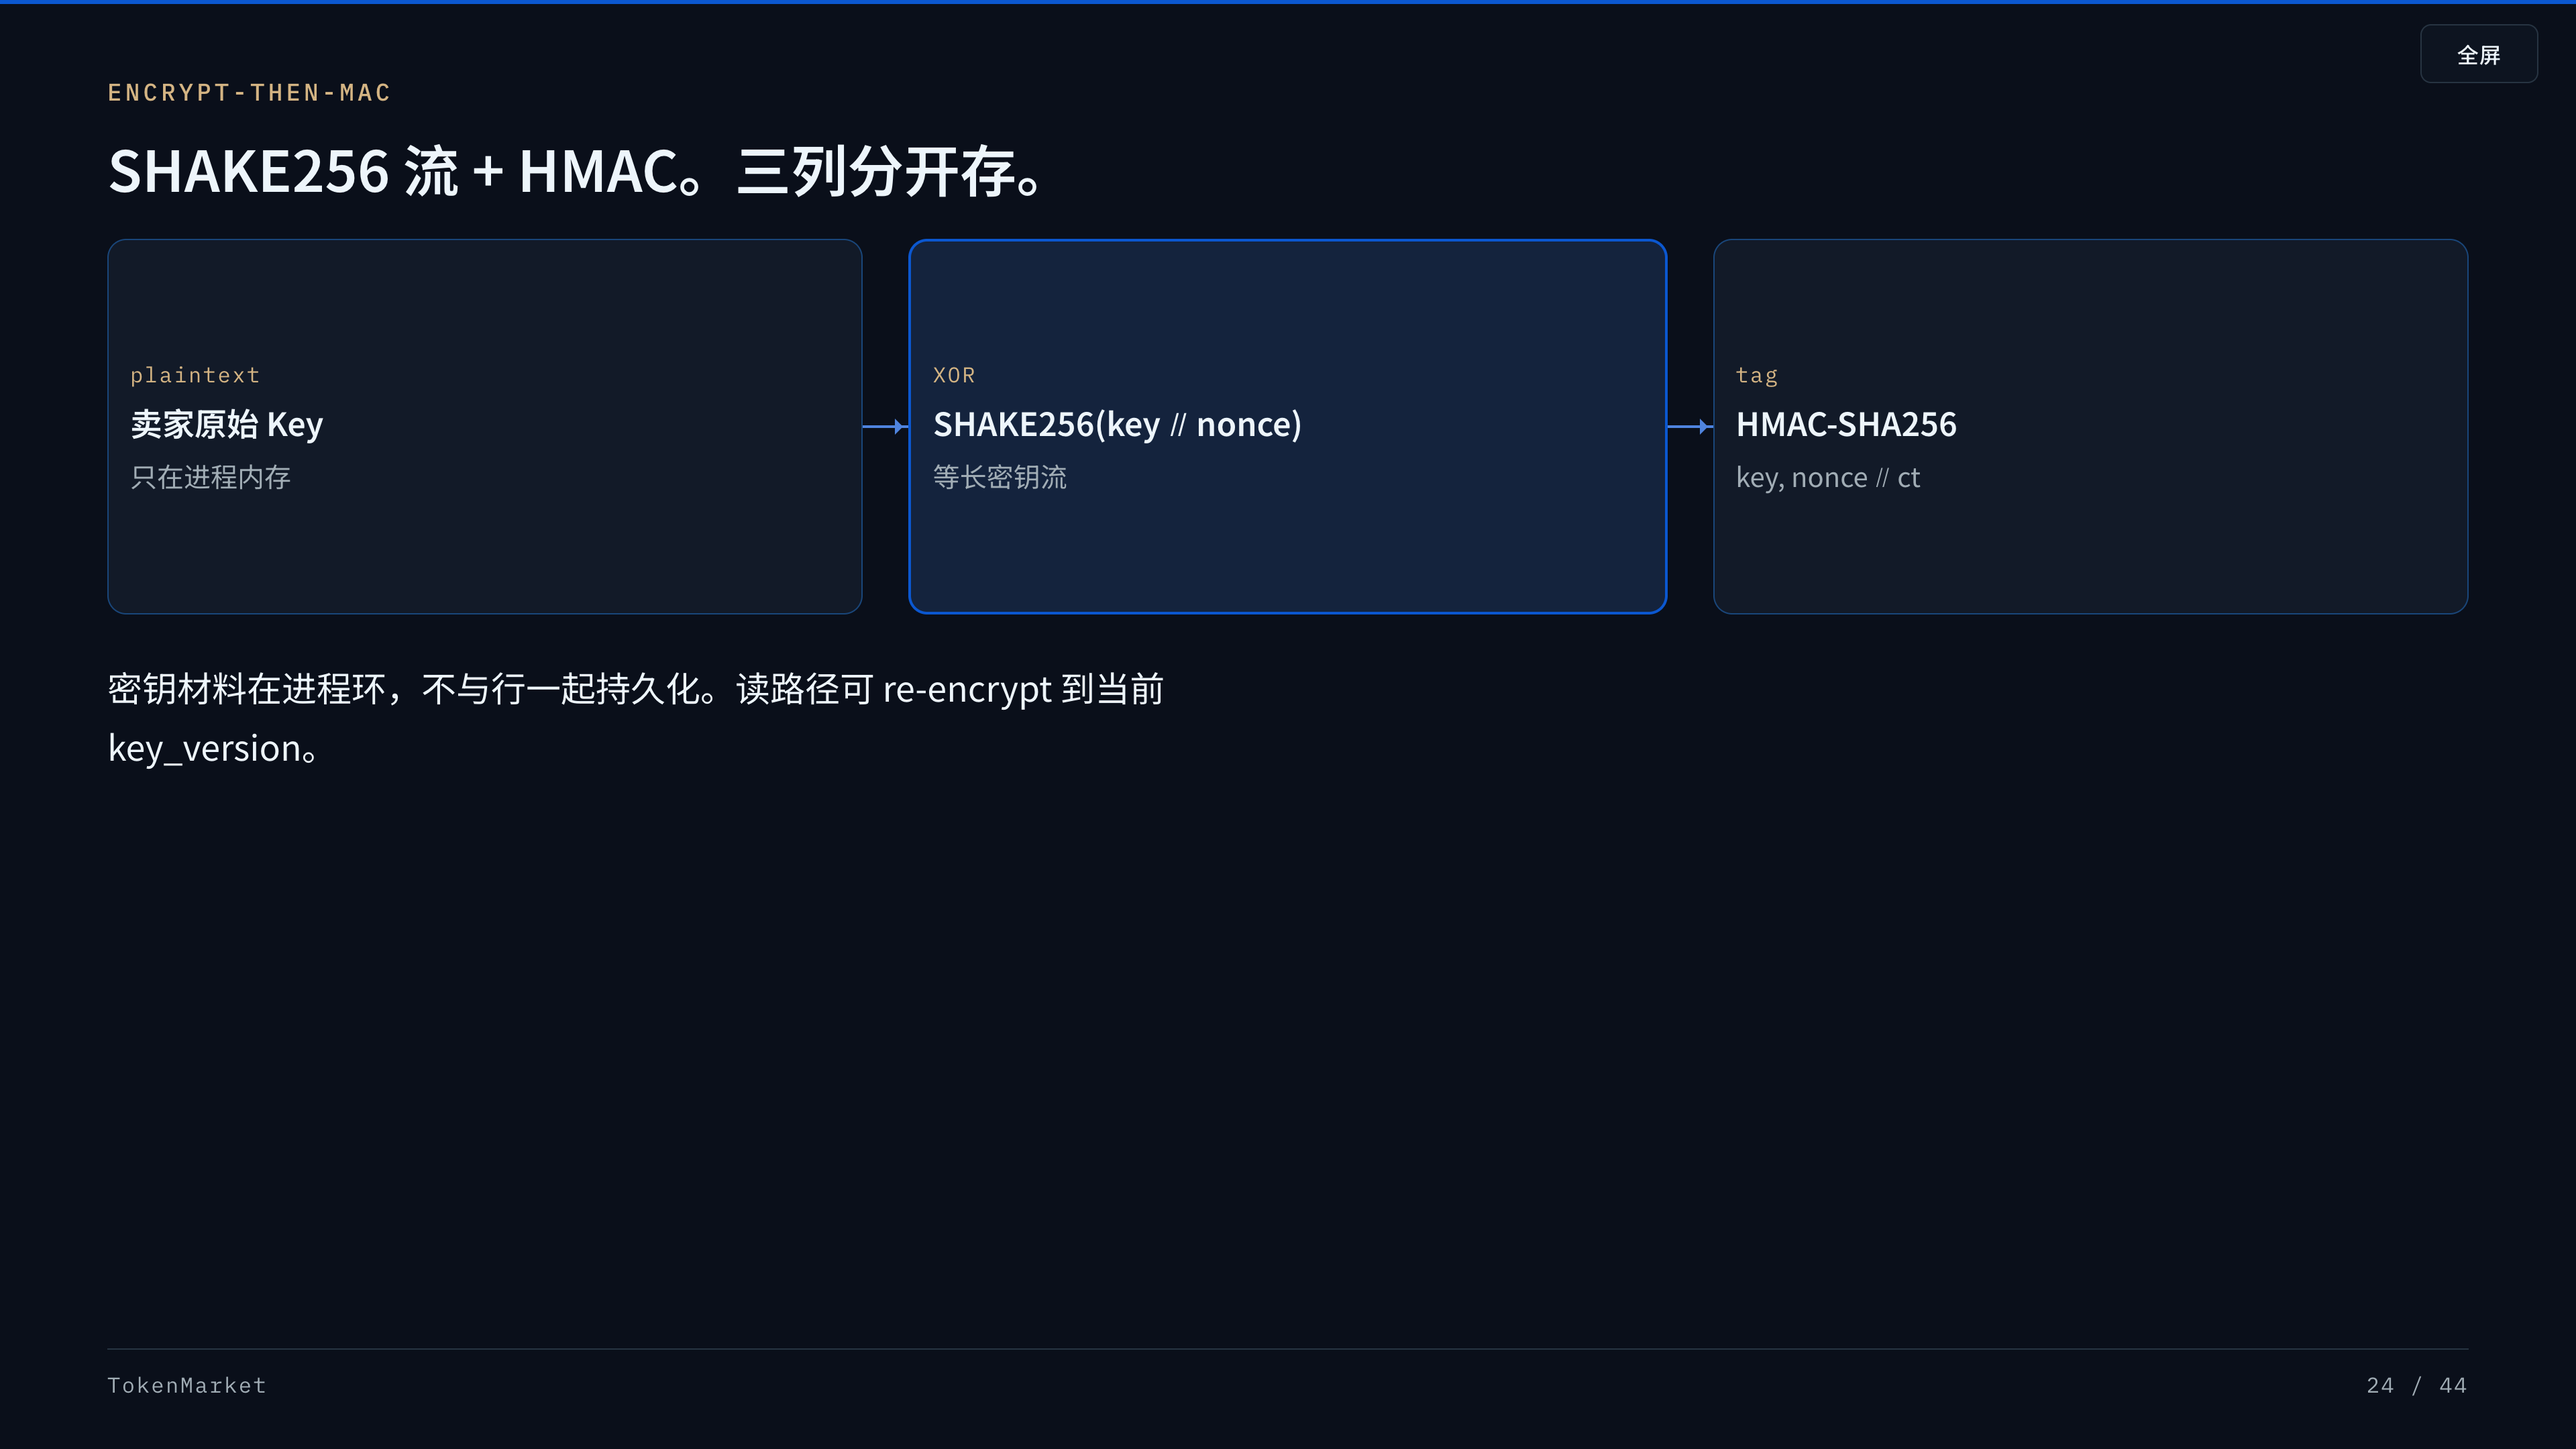 全屏
ENCRYPT-THEN-MAC
SHAKE256 流 + HMAC。三列分开存。
plaintext
卖家原始 Key
只在进程内存
XOR
SHAKE256(key // nonce)
等长密钥流
tag
HMAC-SHA256
key, nonce // ct
密钥材料在进程环，不与行一起持久化。读路径可 re-encrypt 到当前
key_version。
TokenMarket
24 / 44